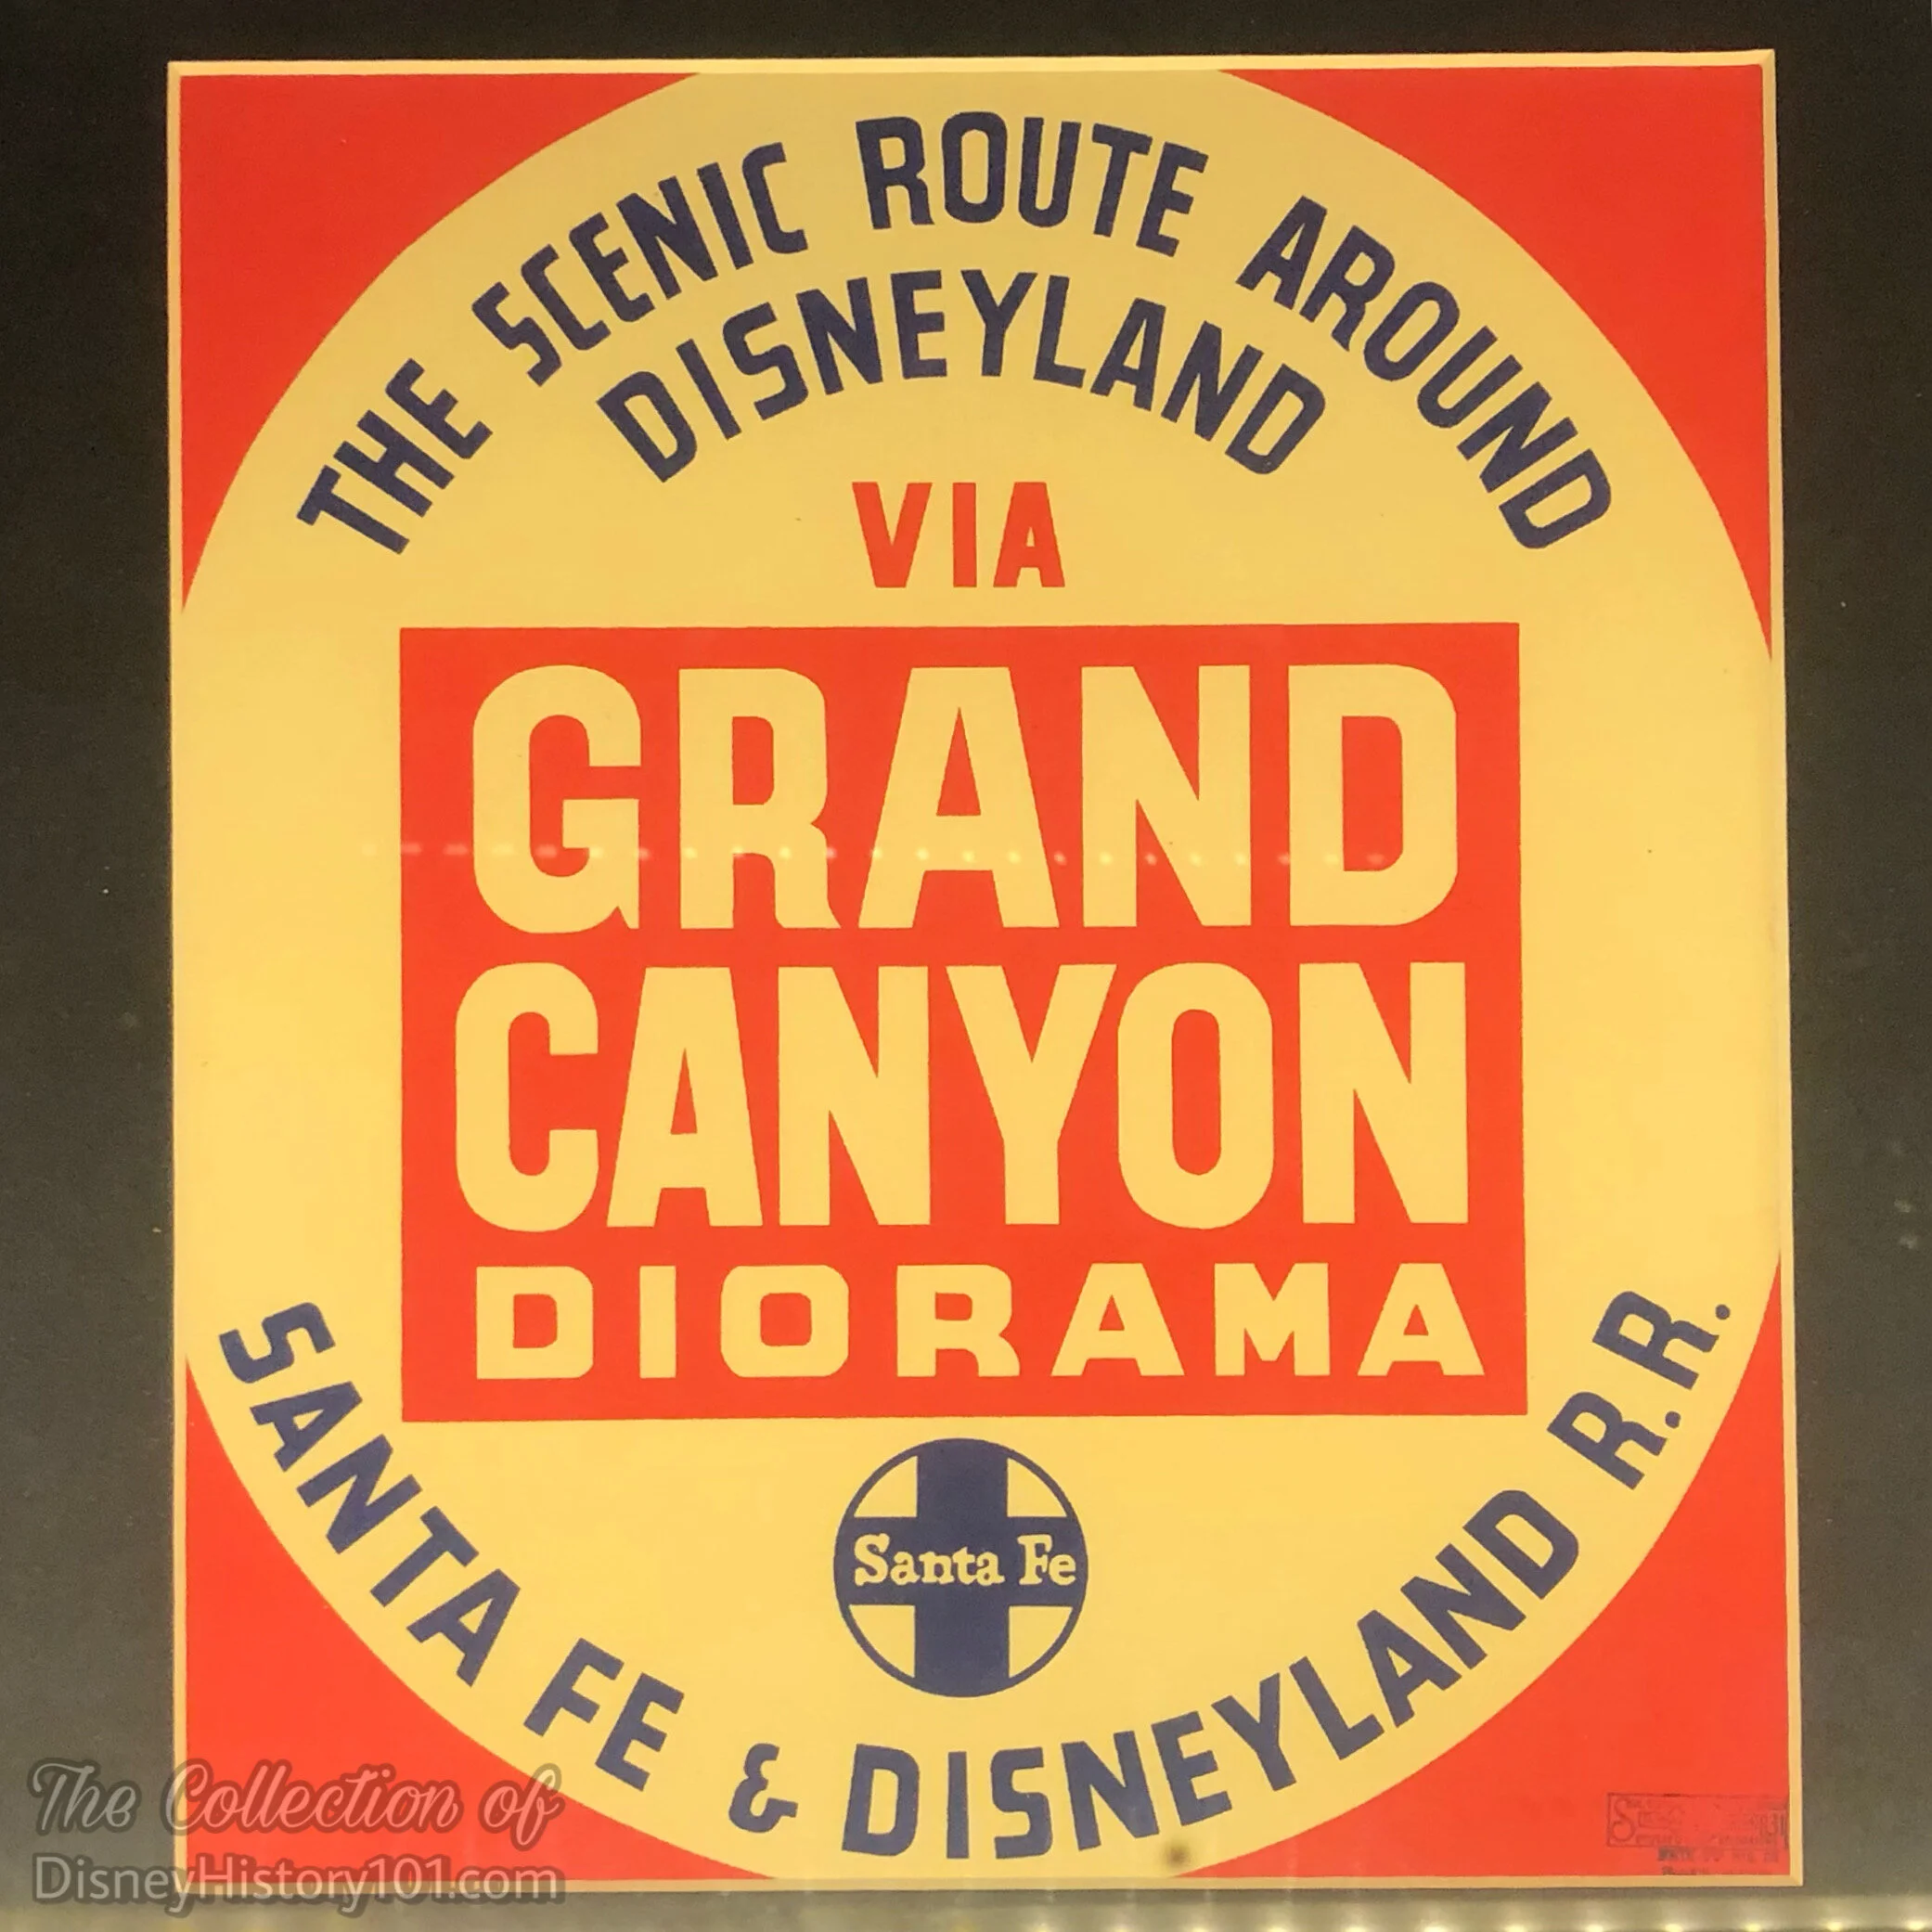 THE SCENIC ROUTE AROUND
DISNEYLAND
VIA
GRAND
CANYON
DIORAMA
Santa Fe
SANTA FE & DISNEYLAND R.R.
The Collection of
DisneyHistory101.com